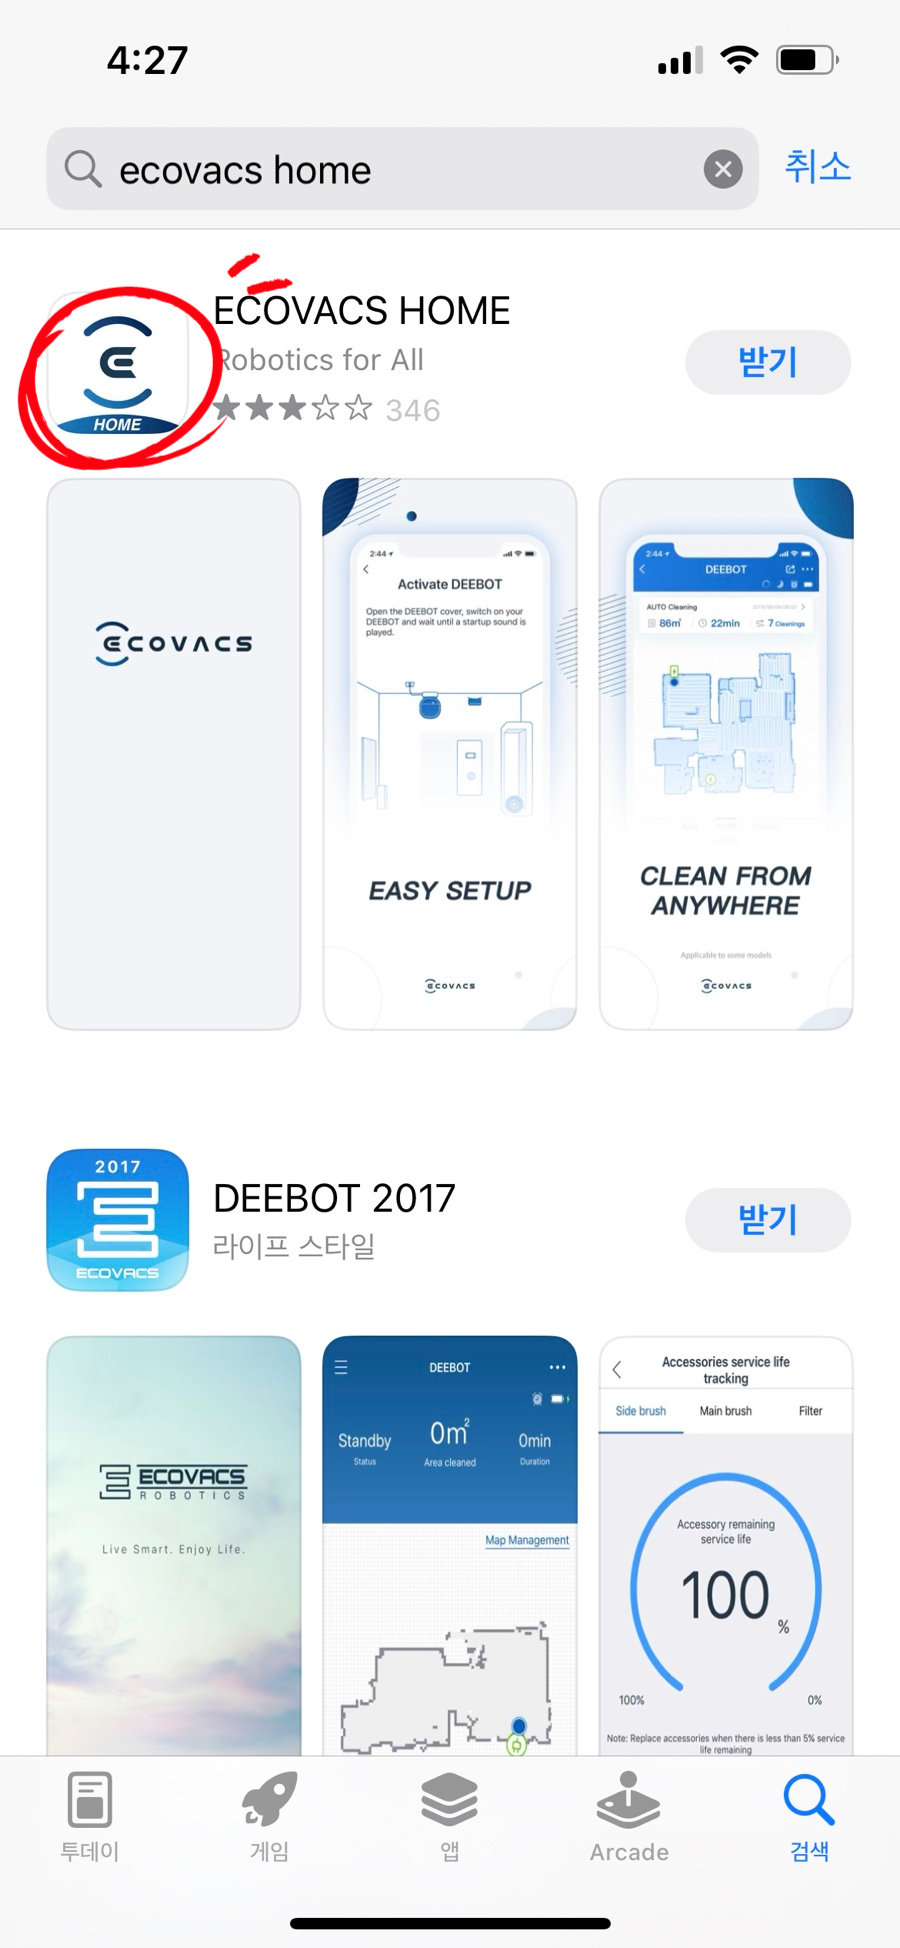 4:27
ecovacs home
취소
ECOVACS HOME
Robotics for All
346
받기
HOME
ECOVACS
2:44
Activate DEEBOT
Open the DEEBOT cover, switch on your
DEEBOT and wait until a startup sound is
played.
EASY SETUP
ECOVACS
2:44
DEEBOT
AUTO Cleaning
86㎡ 22min 7 Cleanings
CLEAN FROM
ANYWHERE
Applicable to some models
ECOVACS
2017
ECOVACS
DEEBOT 2017
라이프 스타일
받기
ECOVACS
ROBOTICS
Live Smart. Enjoy Life.
DEEBOT
Standby
Status
0㎡
Area cleaned
0min
Duration
Map Management
Accessories service life
tracking
Side brush Main brush Filter
Accessory remaining
service life
100 %
100% 0%
Note: Replace accessories when there is less than 5% service
life remaining
투데이 게임 앱 Arcade 검색